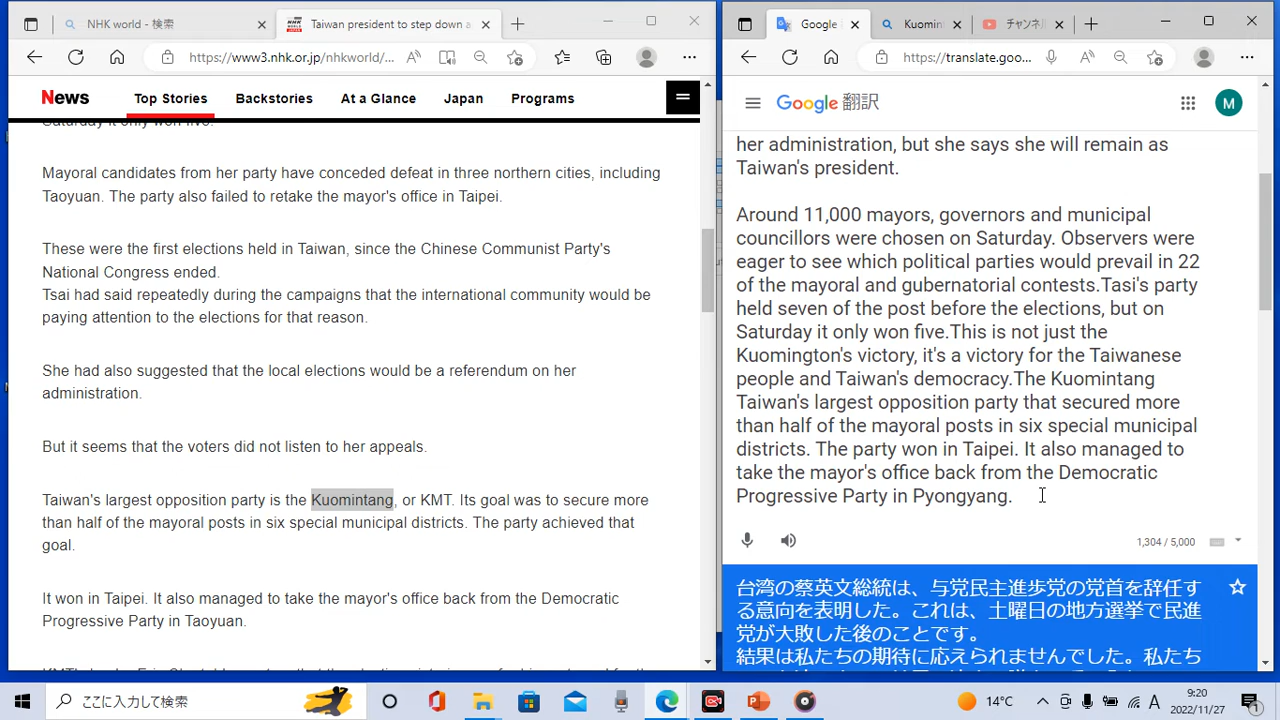 NHK world - 検索
Taiwan president to step down a
https://www3.nhk.or.jp/nhkworld/...
News
Top Stories
Backstories
At a Glance
Japan
Programs
Saturday it only won five.
Mayoral candidates from her party have conceded defeat in three northern cities, including
Taoyuan. The party also failed to retake the mayor's office in Taipei.
These were the first elections held in Taiwan, since the Chinese Communist Party's
National Congress ended.
Tsai had said repeatedly during the campaigns that the international community would be
paying attention to the elections for that reason.
She had also suggested that the local elections would be a referendum on her
administration.
But it seems that the voters did not listen to her appeals.
Taiwan's largest opposition party is the Kuomintang, or KMT. Its goal was to secure more
than half of the mayoral posts in six special municipal districts. The party achieved that
goal.
It won in Taipei. It also managed to take the mayor's office back from the Democratic
Progressive Party in Taoyuan.
Google
Kuomint
チャンネル
https://translate.goo...
Google 翻訳
M
her administration, but she says she will remain as
Taiwan's president.
Around 11,000 mayors, governors and municipal
councillors were chosen on Saturday. Observers were
eager to see which political parties would prevail in 22
of the mayoral and gubernatorial contests.Tasi's party
held seven of the post before the elections, but on
Saturday it only won five.This is not just the
Kuomington's victory, it's a victory for the Taiwanese
people and Taiwan's democracy.The Kuomintang
Taiwan's largest opposition party that secured more
than half of the mayoral posts in six special municipal
districts. The party won in Taipei. It also managed to
take the mayor's office back from the Democratic
Progressive Party in Pyongyang.
1,304 / 5,000
台湾の蔡英文総統は、与党民主進歩党の党首を辞任す
る意向を表明した。これは、土曜日の地方選挙で民進
党が大敗した後のことです。
結果は私たちの期待に応えられませんでした。私たち
ここに入力して検索
14°C
A
9:20
2022/11/27